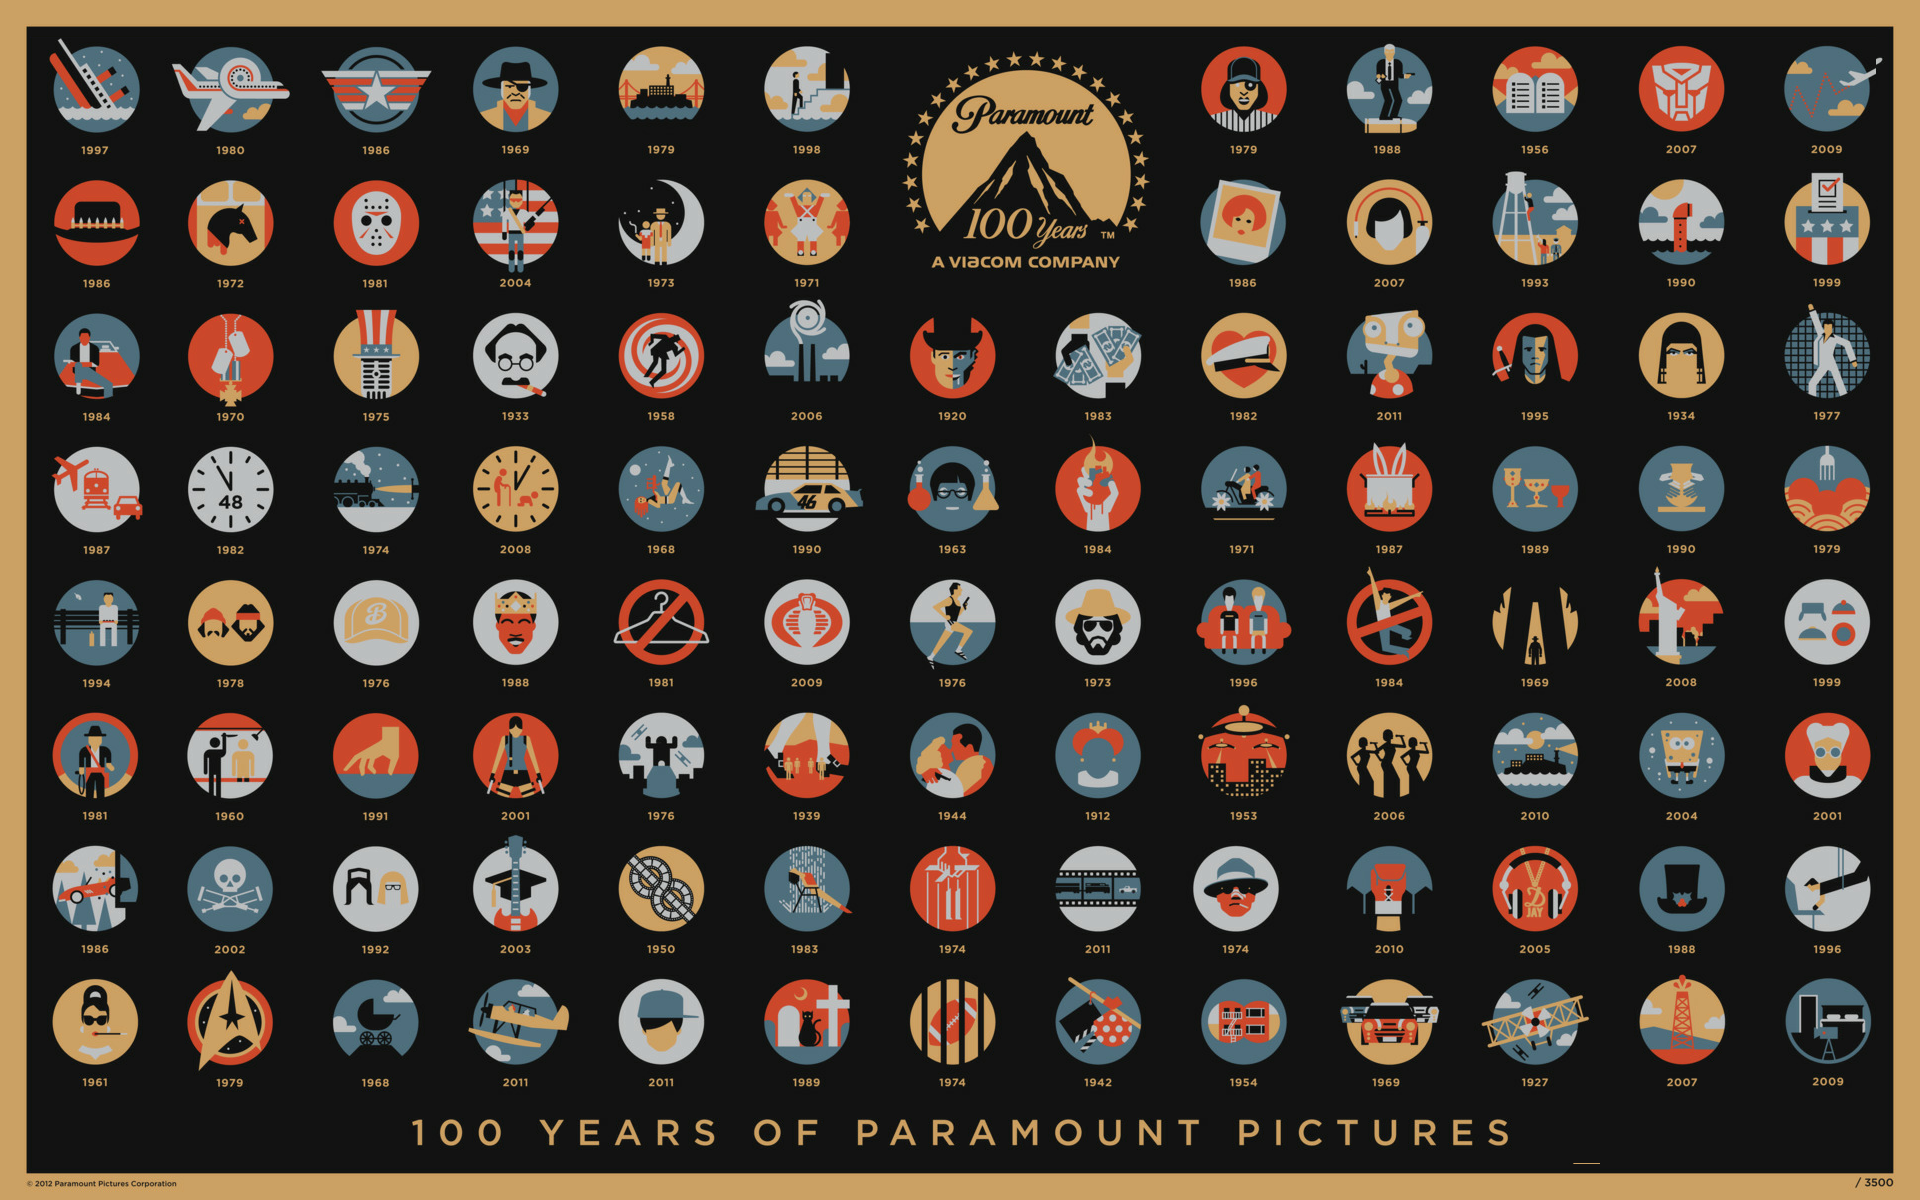 Paramount
100 Years ™
A VIACOM COMPANY
1997 1980 1986 1969 1979 1998 1979 1988 1956 2007 2009
1986 1972 1981 2004 1973 1971 1986 2007 1993 1990 1999
1984 1970 1975 1933 1958 2006 1920 1983 1982 2011 1995 1934 1977
48
46
1987 1982 1974 2008 1968 1990 1963 1984 1971 1987 1989 1990 1979
B
1994 1978 1976 1988 1981 2009 1976 1973 1996 1984 1969 2008 1999
1981 1960 1991 2001 1976 1939 1944 1912 1953 2006 2010 2004 2001
D
JAY
1986 2002 1992 2003 1950 1983 1974 2011 1974 2010 2005 1988 1996
1961 1979 1968 2011 2011 1989 1974 1942 1954 1969 1927 2007 2009
100 YEARS OF PARAMOUNT PICTURES
© 2012 Paramount Pictures Corporation
/ 3500